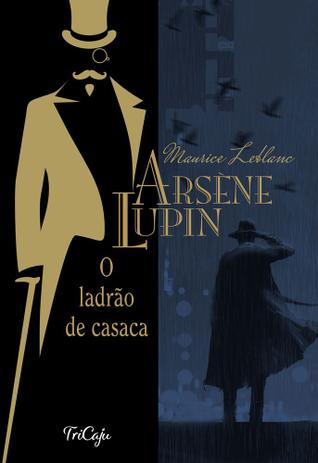 Maurice Leblanc
ARSÈNE
LUPIN
O
ladrão
de casaca
TriCaju